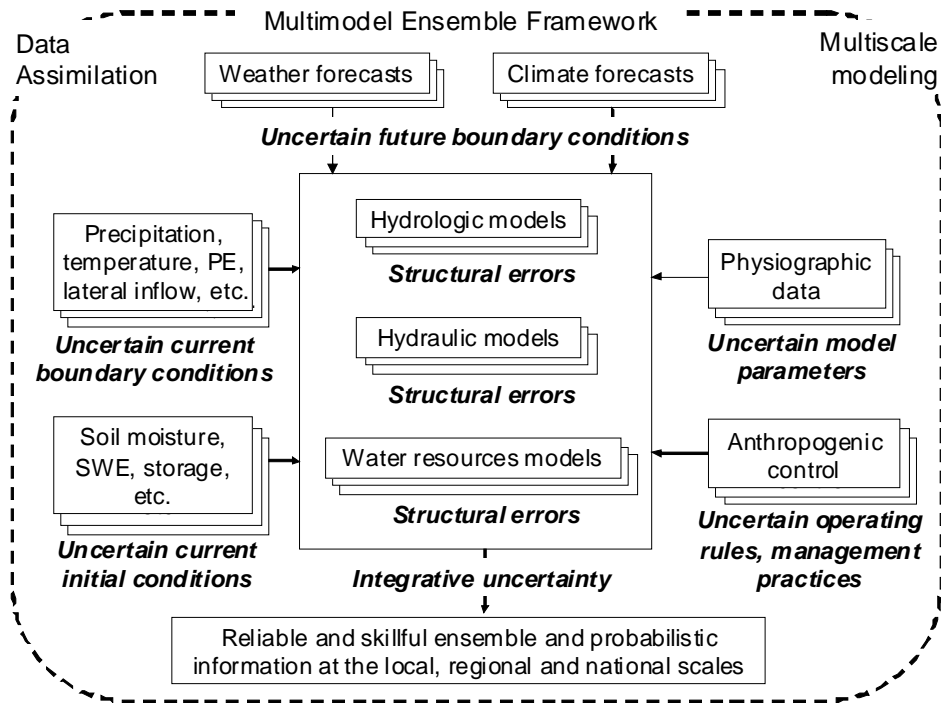 Multimodel Ensemble Framework
Data
Assimilation
Multiscale
modeling
Weather forecasts
Climate forecasts
Uncertain future boundary conditions
Precipitation,
temperature, PE,
lateral inflow, etc.
Uncertain current
boundary conditions
Soil moisture,
SWE, storage,
etc.
Uncertain current
initial conditions
Hydrologic models
Structural errors
Hydraulic models
Structural errors
Water resources models
Structural errors
Physiographic
data
Uncertain model
parameters
Anthropogenic
control
Uncertain operating
rules, management
practices
Integrative uncertainty
Reliable and skillful ensemble and probabilistic
information at the local, regional and national scales